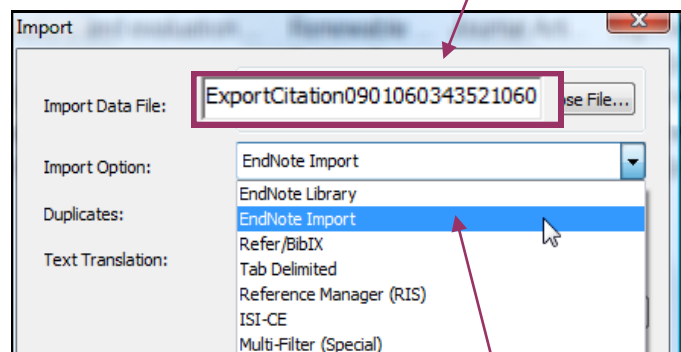 Import
Import Data File: ExportCitation0901060343521060 ose File...
Import Option: EndNote Import
EndNote Library
Duplicates:
EndNote Import
Refer/BibIX
Text Translation:
Tab Delimited
Reference Manager (RIS)
ISI-CE
Multi-Filter (Special)